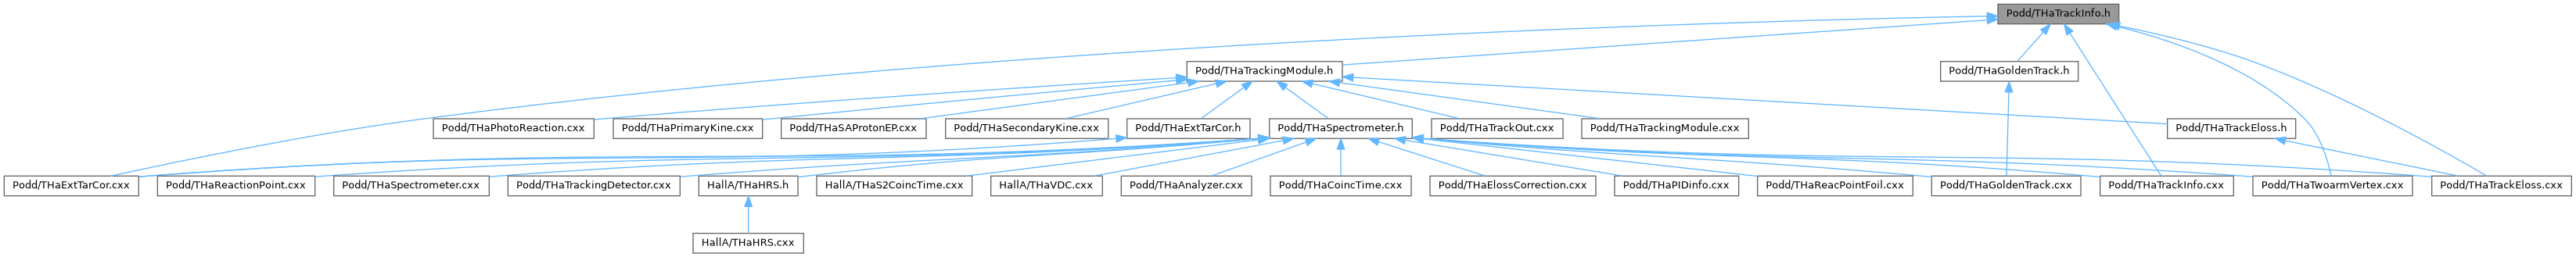 Podd/THaTrackInfo.h
Podd/THaTrackingModule.h
Podd/THaGoldenTrack.h
Podd/THaPhotoReaction.cxx
Podd/THaPrimaryKine.cxx
Podd/THaSAProtonEP.cxx
Podd/THaSecondaryKine.cxx
Podd/THaExtTarCor.h
Podd/THaSpectrometer.h
Podd/THaTrackOut.cxx
Podd/THaTrackingModule.cxx
Podd/THaTrackEloss.h
Podd/THaExtTarCor.cxx
Podd/THaReactionPoint.cxx
Podd/THaSpectrometer.cxx
Podd/THaTrackingDetector.cxx
HallA/THaHRS.h
HallA/THaS2CoincTime.cxx
HallA/THaVDC.cxx
Podd/THaAnalyzer.cxx
Podd/THaCoincTime.cxx
Podd/THaElossCorrection.cxx
Podd/THaPIDinfo.cxx
Podd/THaReacPointFoil.cxx
Podd/THaGoldenTrack.cxx
Podd/THaTrackInfo.cxx
Podd/THaTwoarmVertex.cxx
Podd/THaTrackEloss.cxx
HallA/THaHRS.cxx